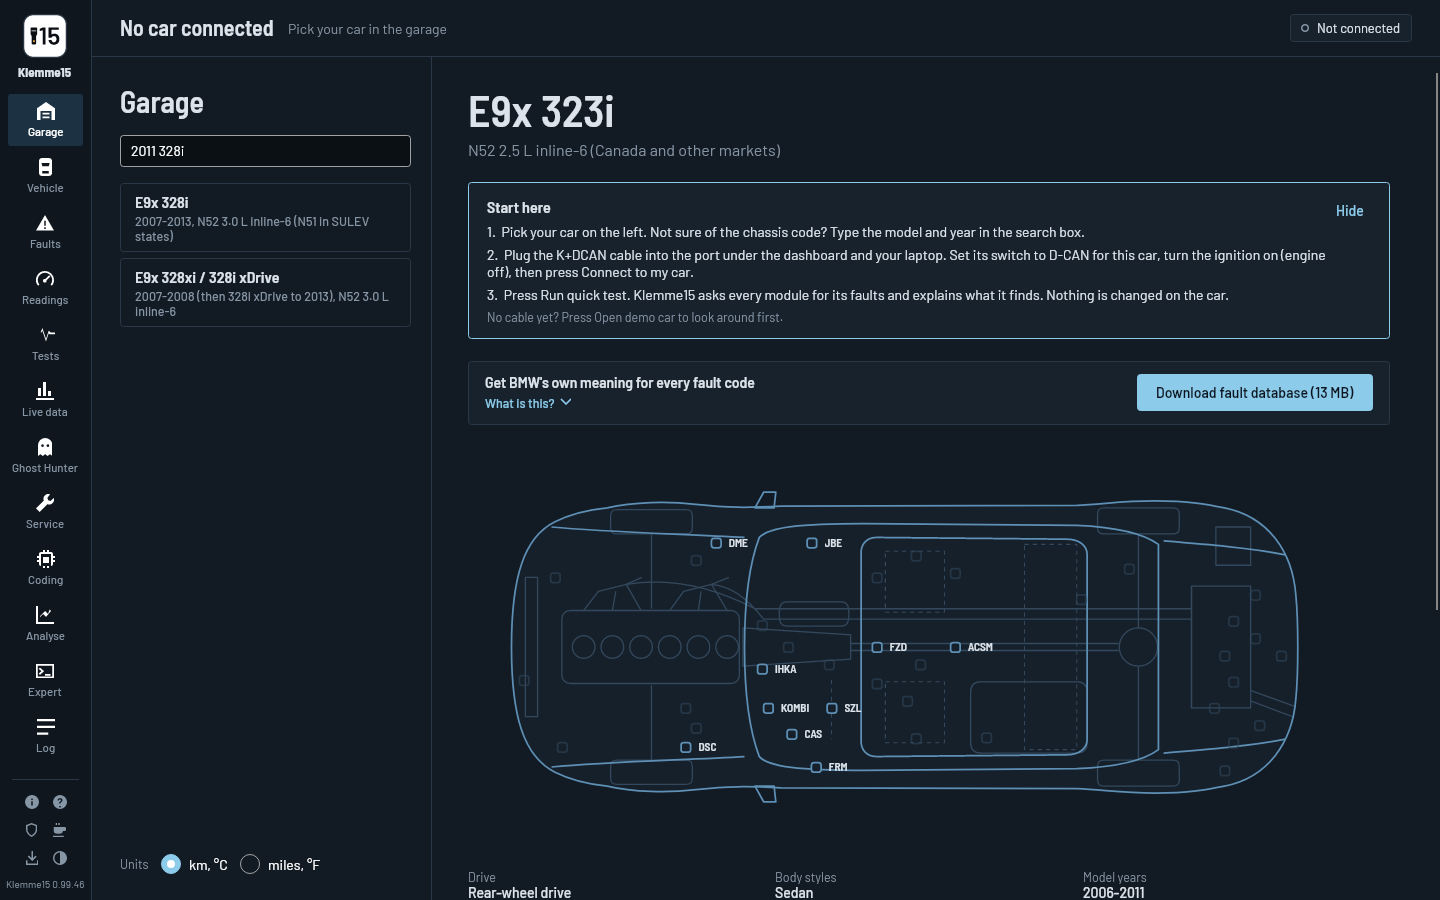 15
Klemme15
Garage
Vehicle
Faults
Readings
Tests
Live data
Ghost Hunter
Service
Coding
Analyse
Expert
Log
Klemme15 0.99.46
No car connected
Pick your car in the garage
Not connected
Garage
2011 328i
E9x 328i
2007-2013, N52 3.0 L inline-6 (N51 in SULEV
states)
E9x 328xi / 328i xDrive
2007-2008 (then 328i xDrive to 2013), N52 3.0 L
inline-6
Units
km, °C
miles, °F
E9x 323i
N52 2.5 L inline-6 (Canada and other markets)
Start here
Hide
1. Pick your car on the left. Not sure of the chassis code? Type the model and year in the search box.
2. Plug the K+DCAN cable into the port under the dashboard and your laptop. Set its switch to D-CAN for this car, turn the ignition on (engine
off), then press Connect to my car.
3. Press Run quick test. Klemme15 asks every module for its faults and explains what it finds. Nothing is changed on the car.
No cable yet? Press Open demo car to look around first.
Get BMW's own meaning for every fault code
What is this?
Download fault database (13 MB)
DME
JBE
FZD
ACSM
IHKA
KOMBI
SZL
CAS
DSC
FRM
Drive
Rear-wheel drive
Body styles
Sedan
Model years
2006-2011